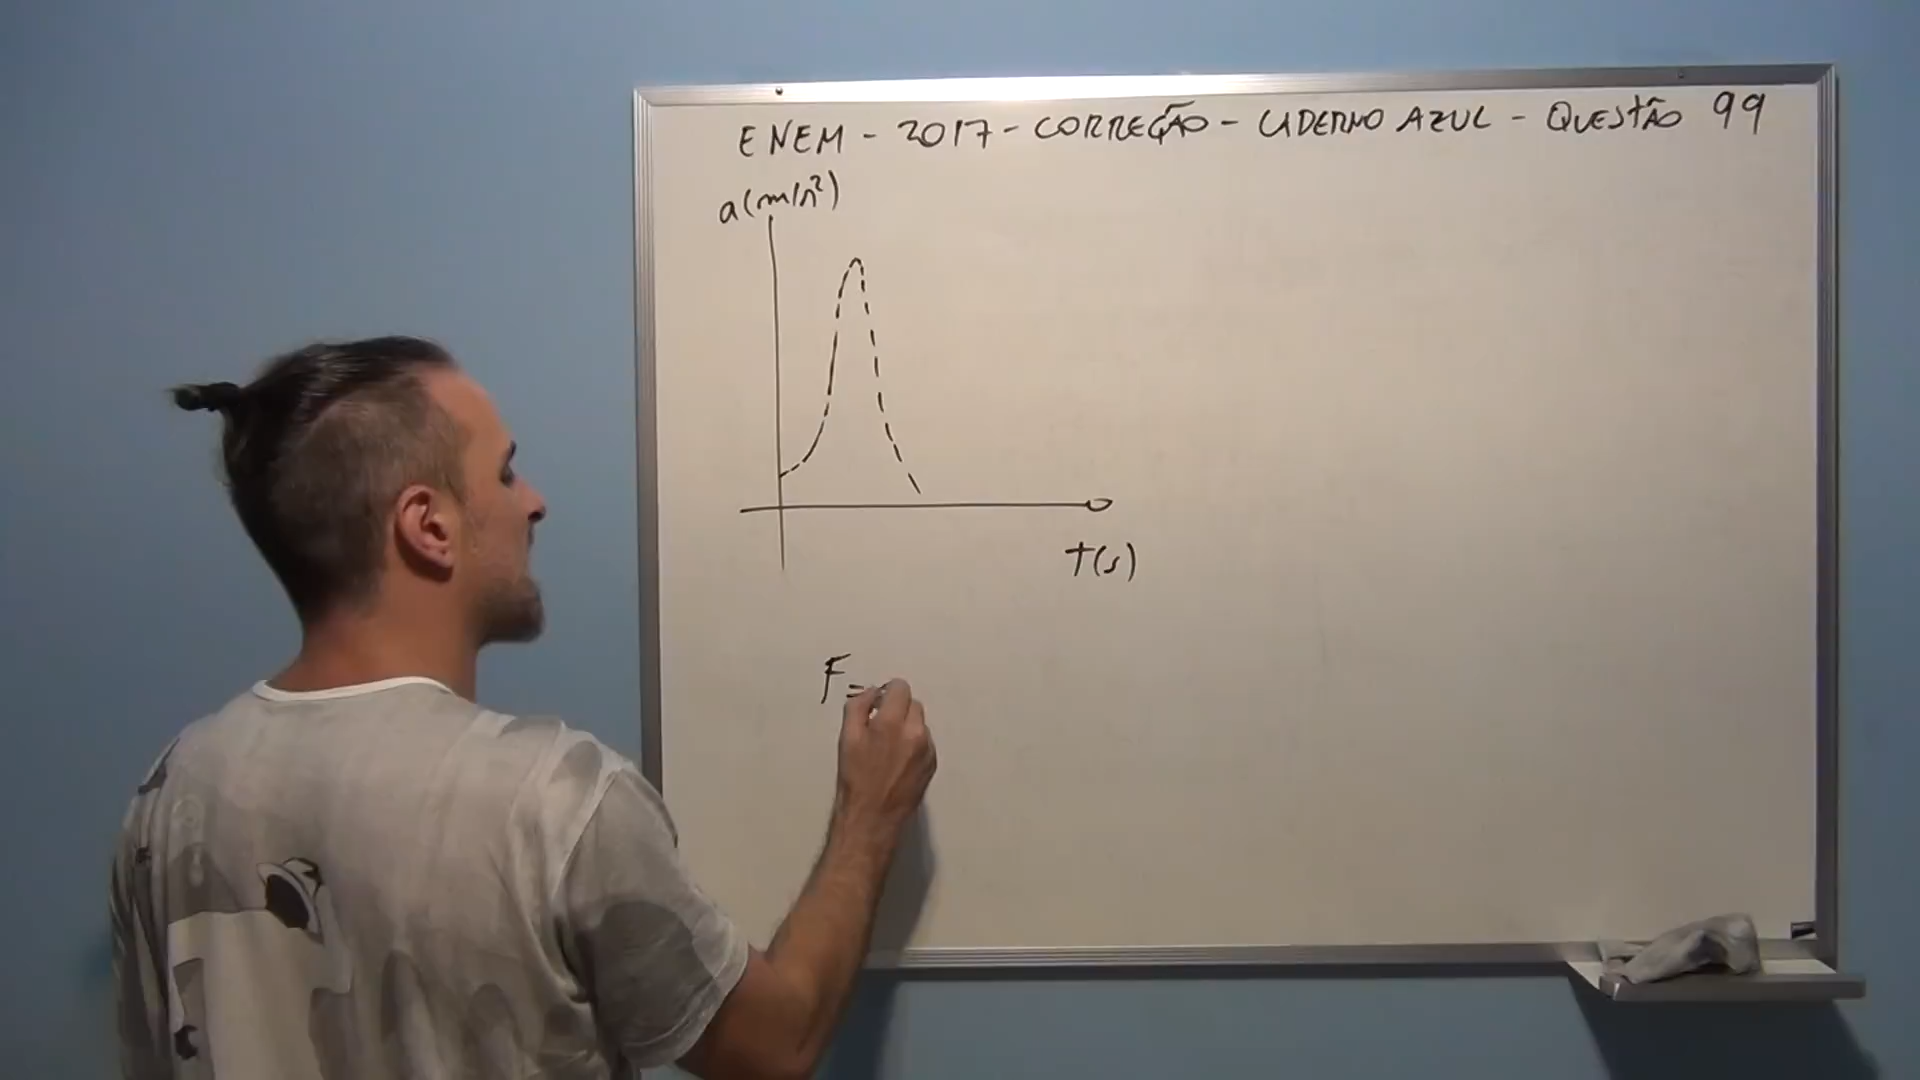 ENEM - 2017 - CORREÇÃO - CADERNO AZUL - QUESTÃO 99
a(m/s²)
T(s)
F=